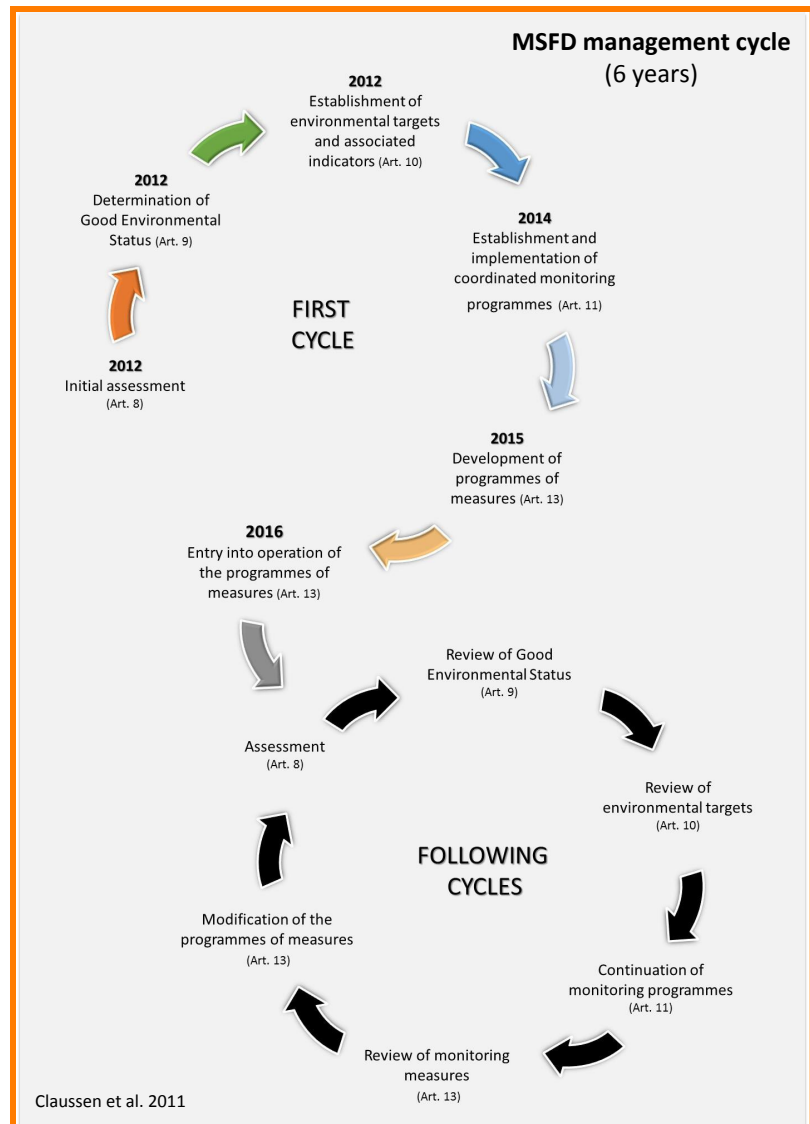 MSFD management cycle
(6 years)
2012
Establishment of
environmental targets
and associated
indicators (Art. 10)
2012
Determination of
Good Environmental
Status (Art. 9)
2014
Establishment and
implementation of
coordinated monitoring
programmes (Art. 11)
FIRST
CYCLE
2012
Initial assessment
(Art. 8)
2015
Development of
programmes of
measures (Art. 13)
2016
Entry into operation of
the programmes of
measures (Art. 13)
Review of Good
Environmental Status
(Art. 9)
Assessment
(Art. 8)
Review of
environmental targets
(Art. 10)
FOLLOWING
CYCLES
Modification of the
programmes of measures
(Art. 13)
Continuation of
monitoring programmes
(Art. 11)
Review of monitoring
measures
(Art. 13)
Claussen et al. 2011